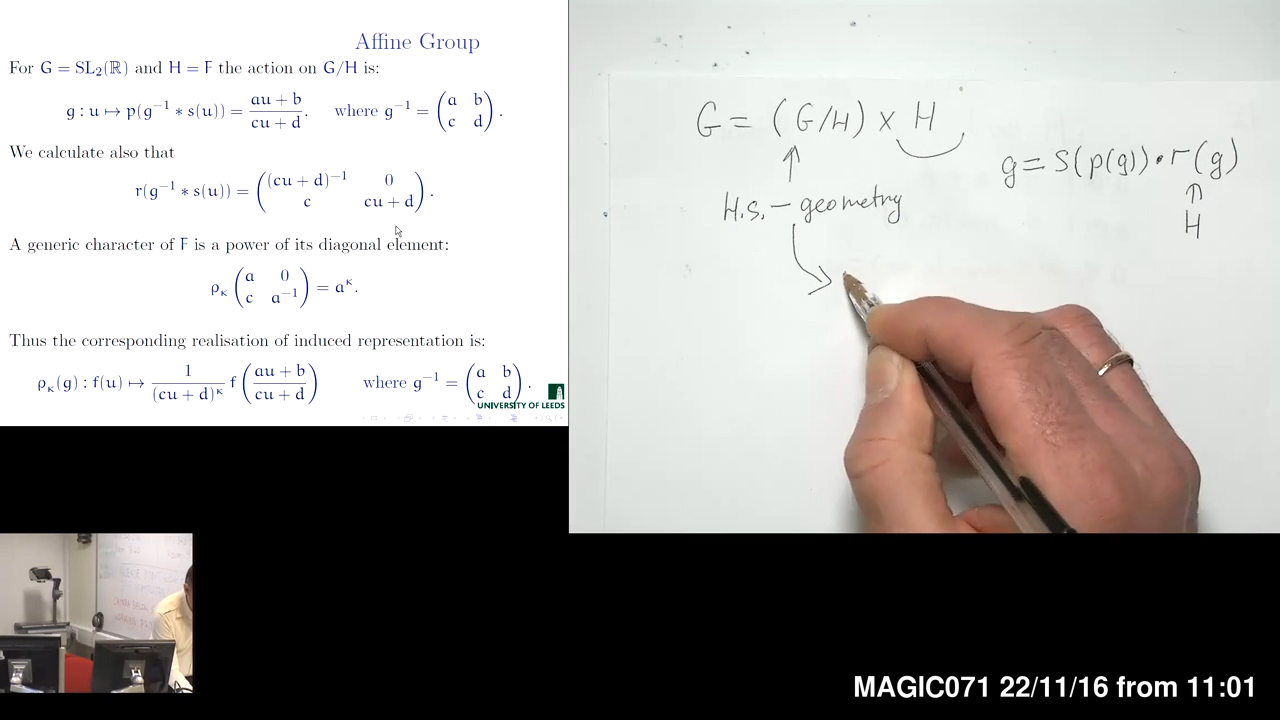 Affine Group
For G = SL₂(ℝ) and H = F the action on G/H is:
g : u ↦ p(g⁻¹ * s(u)) = (au + b)/(cu + d), where g⁻¹ = (a b; c d).
We calculate also that
r(g⁻¹ * s(u)) = ((cu + d)⁻¹ 0; c cu + d).
A generic character of F is a power of its diagonal element:
ρ_κ (a 0; c a⁻¹) = a^κ.
Thus the corresponding realisation of induced representation is:
ρ_κ(g) : f(u) ↦ 1/(cu + d)^κ f((au + b)/(cu + d)) where g⁻¹ = (a b; c d).
UNIVERSITY OF LEEDS
G = (G/H) × H
g = S(p(g)) • r(g)
H.S. – geometry
H
MAGIC071 22/11/16 from 11:01